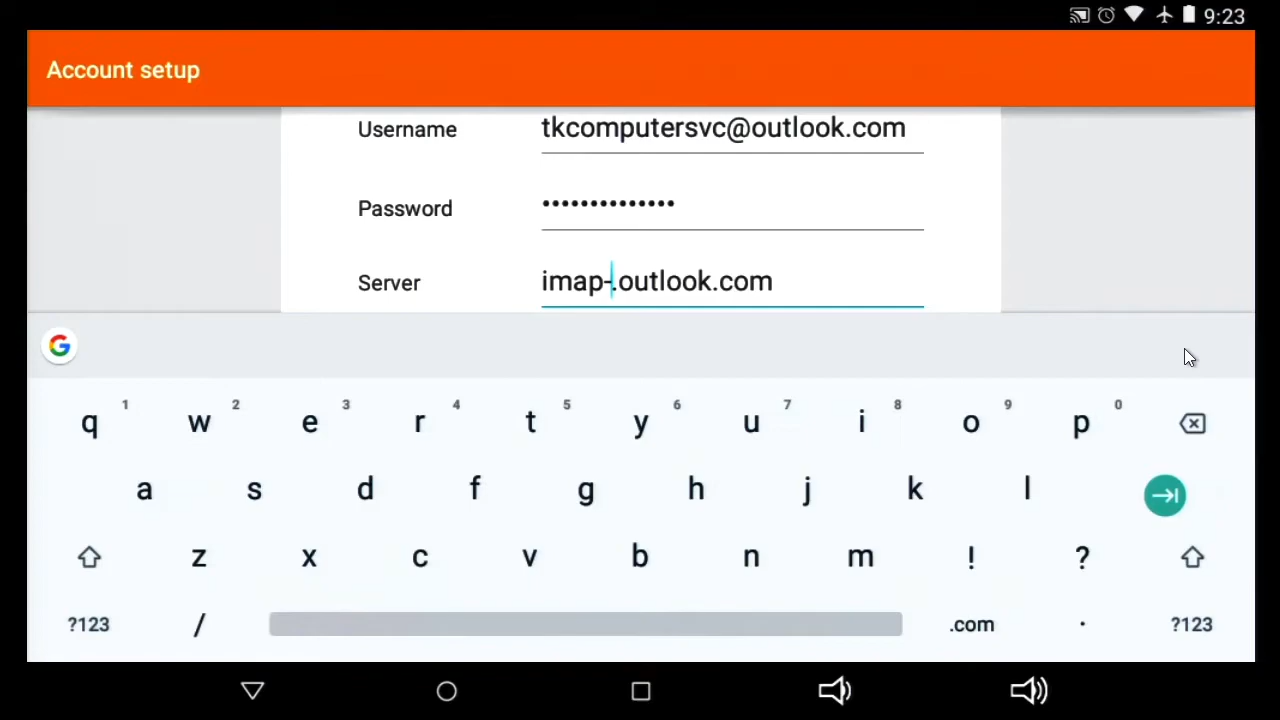 9:23
Account setup
Username tkcomputersvc@outlook.com
Password ••••••••••••••
Server imap-.outlook.com
G
q 1 w 2 e 3 r 4 t 5 y 6 u 7 i 8 o 9 p 0
a s d f g h j k l
z x c v b n m ! ?
?123 / .com . ?123